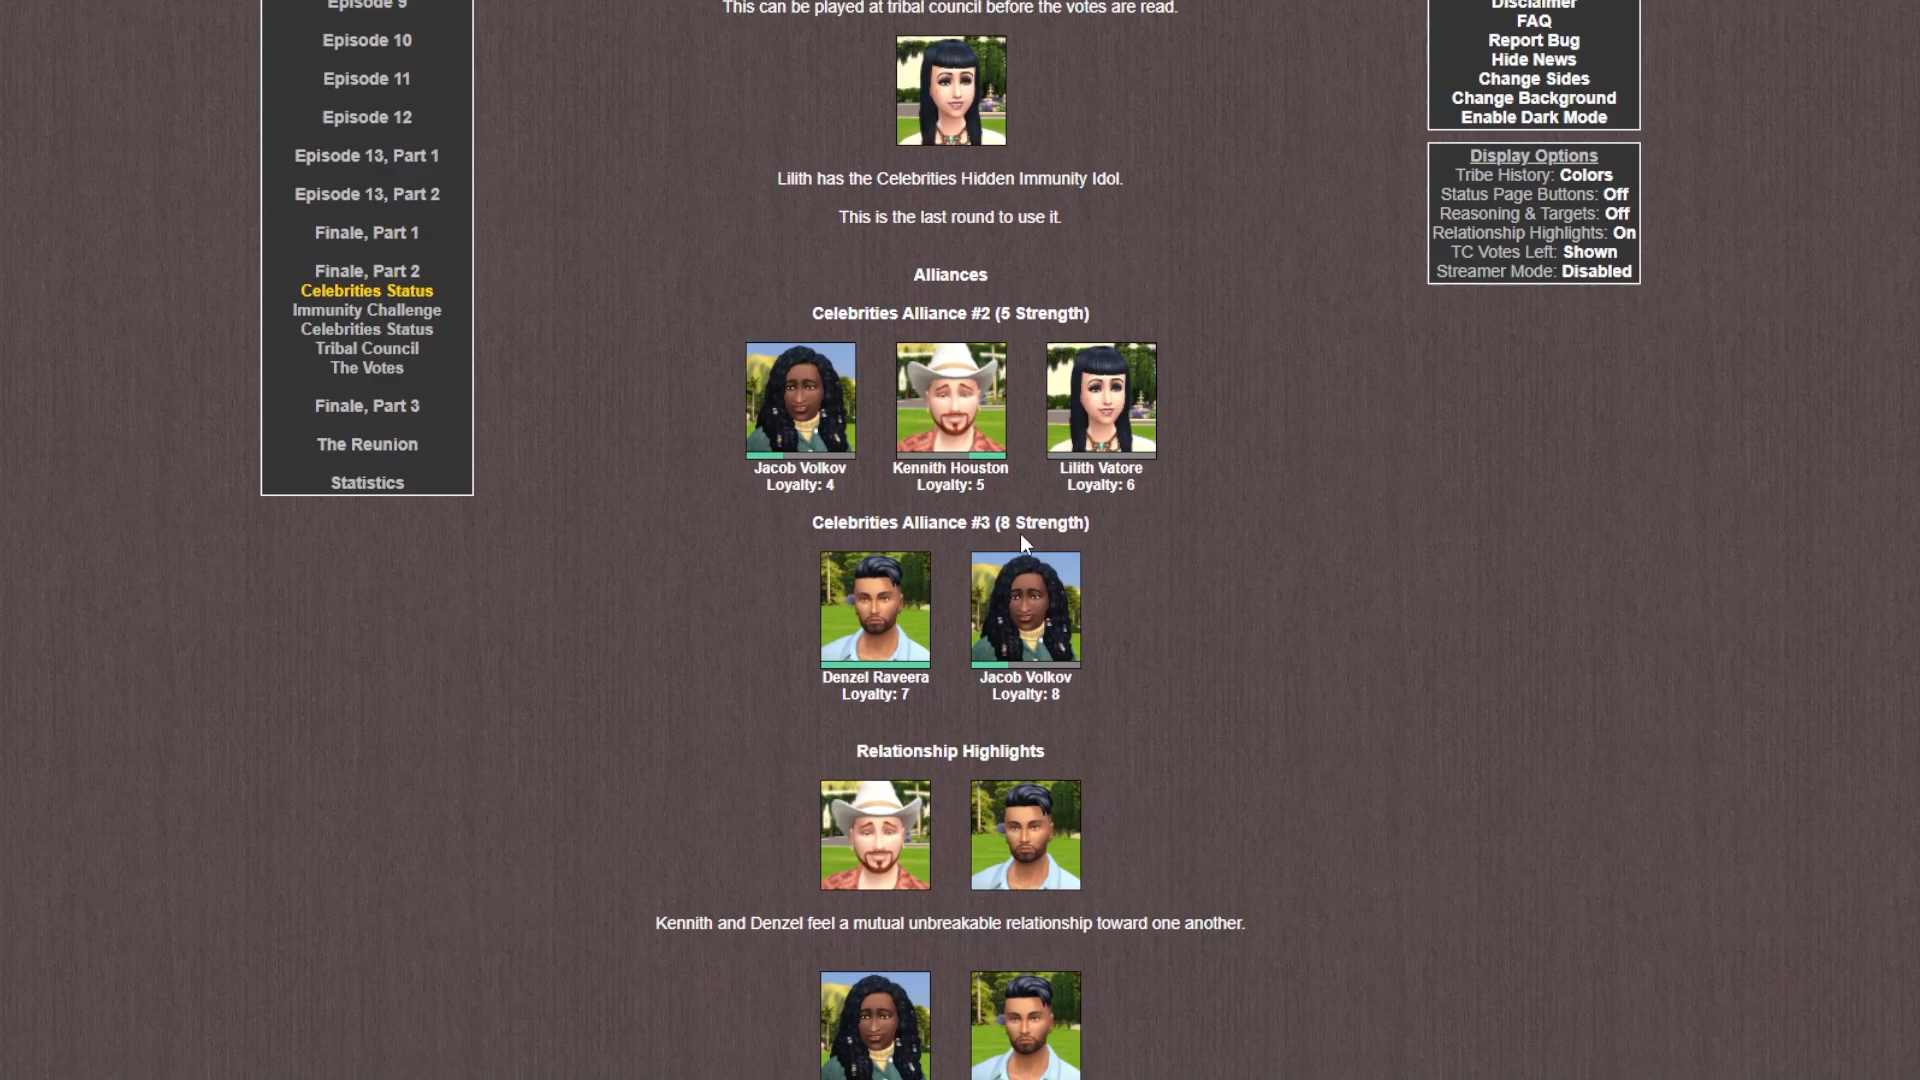 Episode 9
Episode 10
Episode 11
Episode 12
Episode 13, Part 1
Episode 13, Part 2
Finale, Part 1
Finale, Part 2
Celebrities Status
Immunity Challenge
Celebrities Status
Tribal Council
The Votes
Finale, Part 3
The Reunion
Statistics
This can be played at tribal council before the votes are read.
Lilith has the Celebrities Hidden Immunity Idol.
This is the last round to use it.
Alliances
Celebrities Alliance #2 (5 Strength)
Jacob Volkov
Loyalty: 4
Kennith Houston
Loyalty: 5
Lilith Vatore
Loyalty: 6
Celebrities Alliance #3 (8 Strength)
Denzel Raveera
Loyalty: 7
Jacob Volkov
Loyalty: 8
Relationship Highlights
Kennith and Denzel feel a mutual unbreakable relationship toward one another.
Disclaimer
FAQ
Report Bug
Hide News
Change Sides
Change Background
Enable Dark Mode
Display Options
Tribe History: Colors
Status Page Buttons: Off
Reasoning & Targets: Off
Relationship Highlights: On
TC Votes Left: Shown
Streamer Mode: Disabled